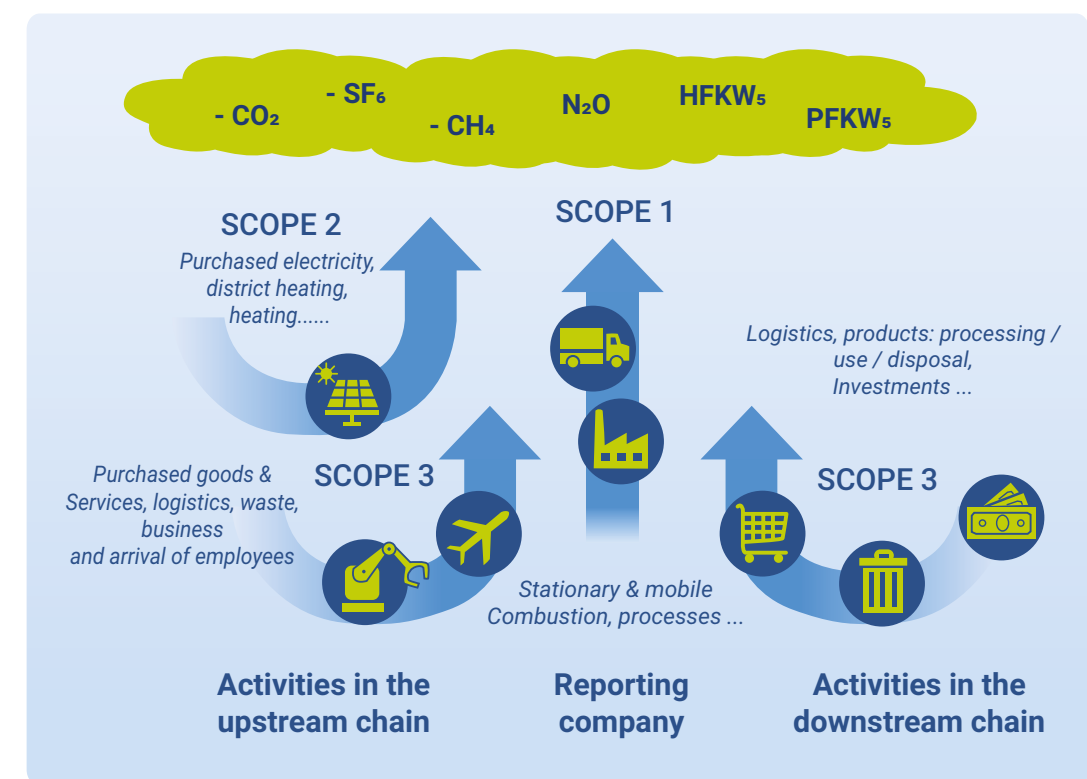 - CO₂
- SF₆
- CH₄
N₂O
HFKW₅
PFKW₅
SCOPE 2
Purchased electricity,
district heating,
heating......
SCOPE 1
Logistics, products: processing /
use / disposal,
Investments ...
Purchased goods &
Services, logistics, waste,
business
and arrival of employees
SCOPE 3
SCOPE 3
Stationary & mobile
Combustion, processes ...
Activities in the
upstream chain
Reporting
company
Activities in the
downstream chain